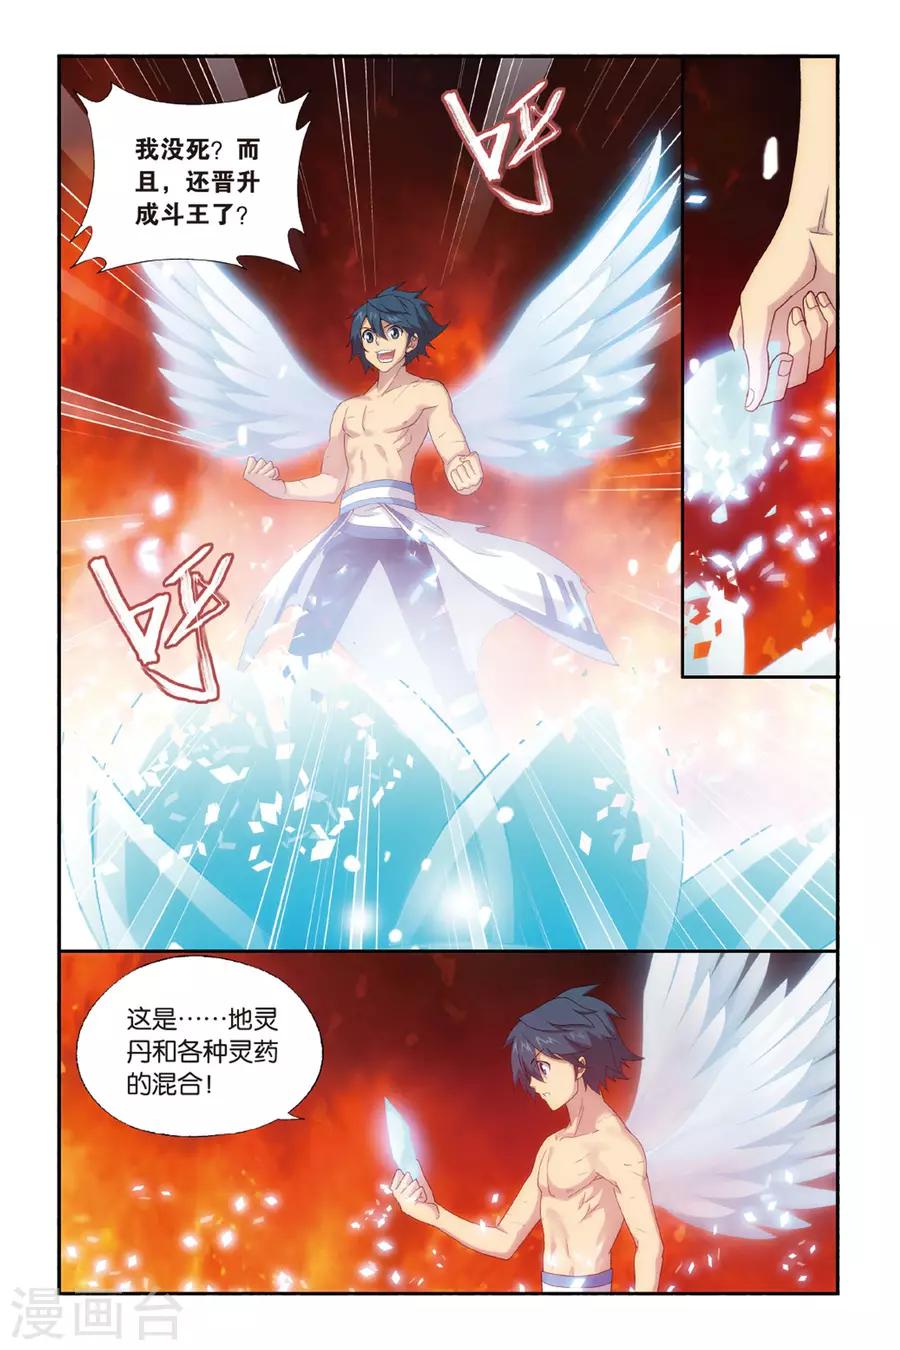 我没死？而
且，还晋升
成斗王了？
呼
呼
这是……地灵
丹和各种灵药
的混合！
漫画台